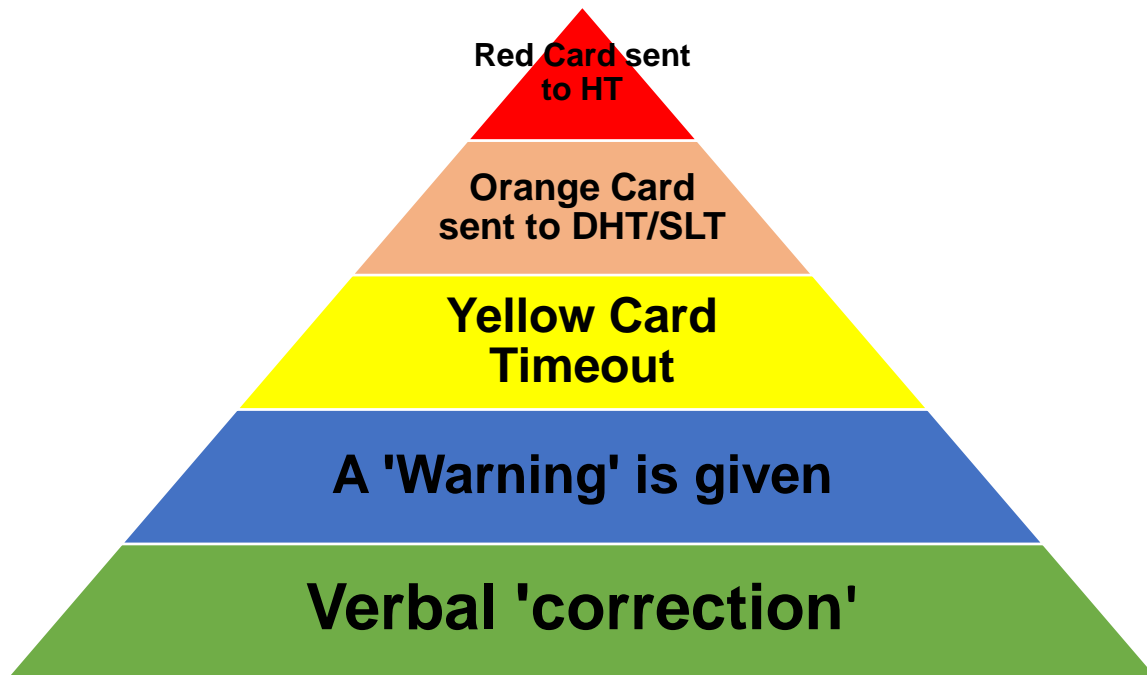 Red Card sent
to HT
Orange Card
sent to DHT/SLT
Yellow Card
Timeout
A 'Warning' is given
Verbal 'correction'